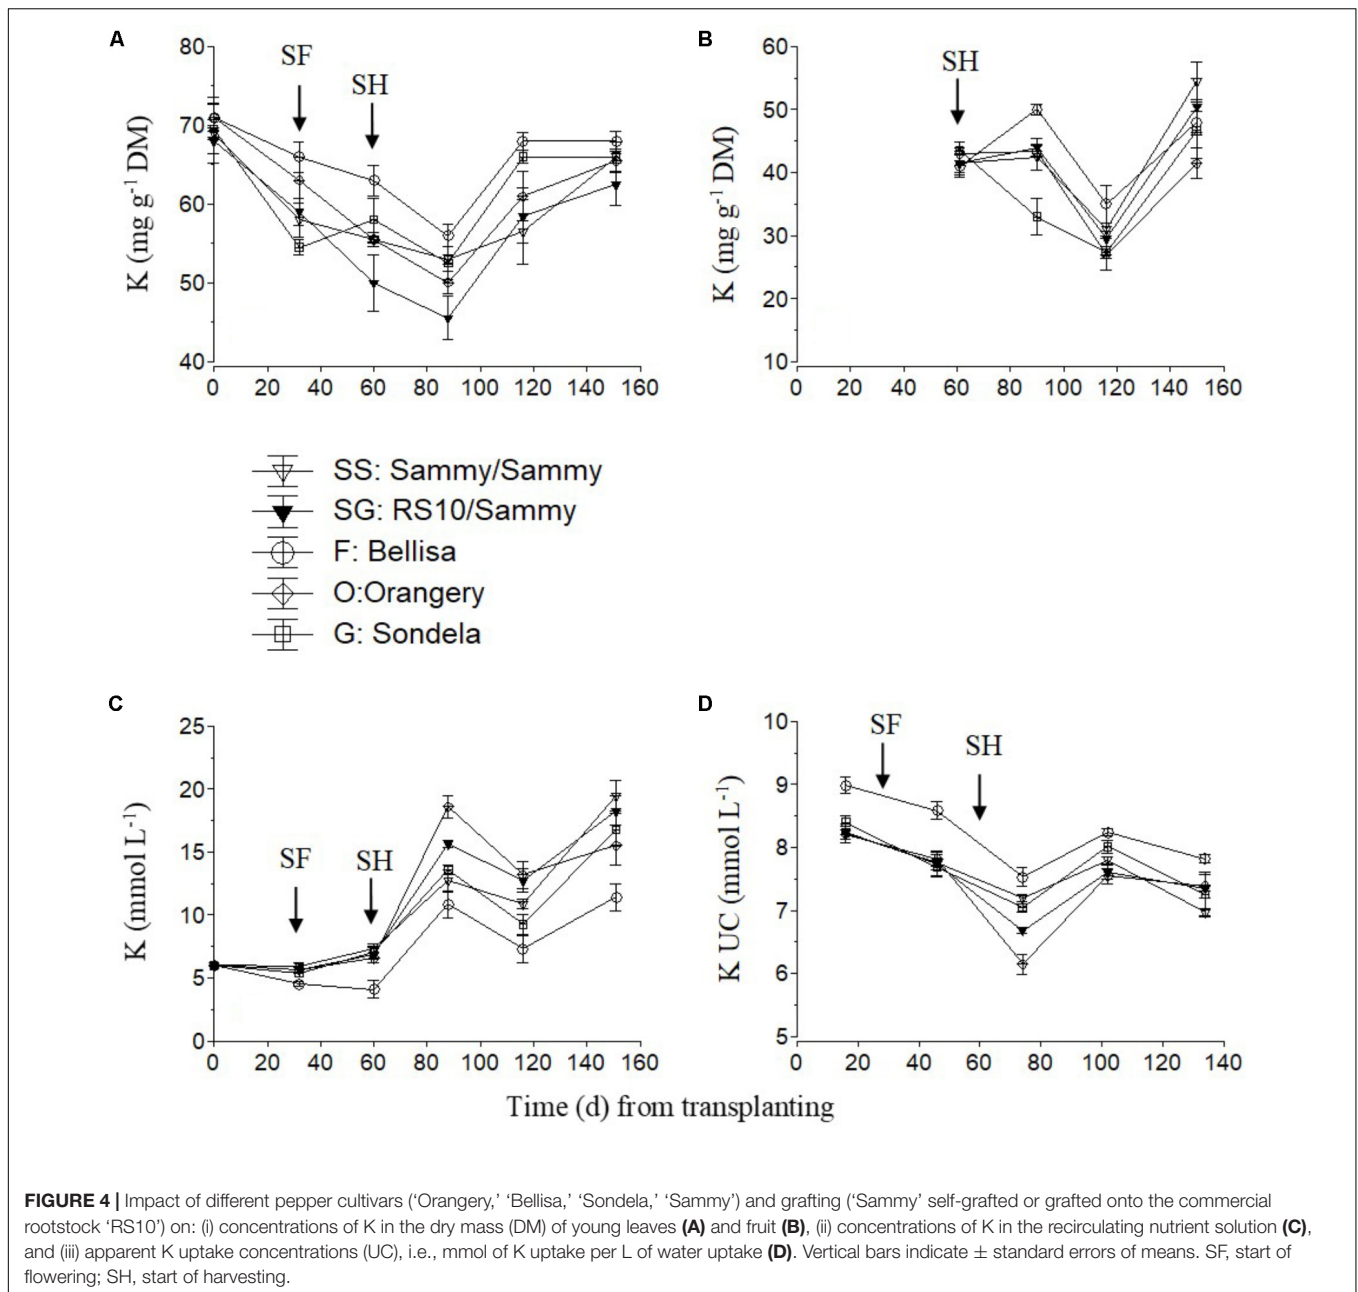 A
B
80
70
60
50
40
K (mg g⁻¹ DM)
SF
SH
0 20 40 60 80 100 120 140 160
60
50
40
30
20
10
K (mg g⁻¹ DM)
SH
0 20 40 60 80 100 120 140 160
SS: Sammy/Sammy
SG: RS10/Sammy
F: Bellisa
O:Orangery
G: Sondela
C
D
25
20
15
10
5
0
K (mmol L⁻¹)
SF
SH
0 20 40 60 80 100 120 140 160
10
9
8
7
6
5
K UC (mmol L⁻¹)
SF
SH
0 20 40 60 80 100 120 140
Time (d) from transplanting
FIGURE 4 | Impact of different pepper cultivars (‘Orangery,’ ‘Bellisa,’ ‘Sondela,’ ‘Sammy’) and grafting (‘Sammy’ self-grafted or grafted onto the commercial
rootstock ‘RS10’) on: (i) concentrations of K in the dry mass (DM) of young leaves (A) and fruit (B), (ii) concentrations of K in the recirculating nutrient solution (C),
and (iii) apparent K uptake concentrations (UC), i.e., mmol of K uptake per L of water uptake (D). Vertical bars indicate ± standard errors of means. SF, start of
flowering; SH, start of harvesting.